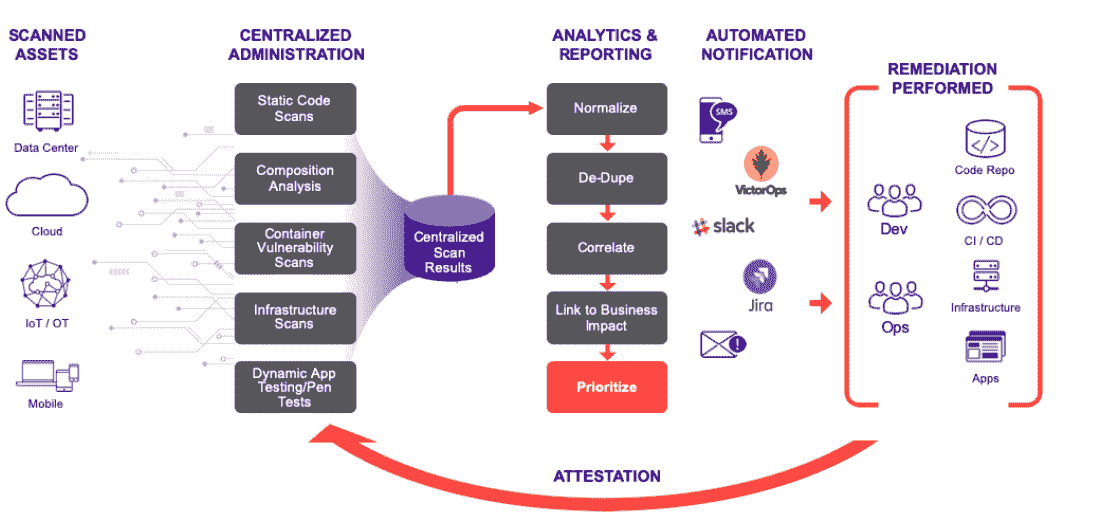 SCANNED
ASSETS
Data Center
Cloud
IoT / OT
Mobile
CENTRALIZED
ADMINISTRATION
Static Code
Scans
Composition
Analysis
Container
Vulnerability
Scans
Infrastructure
Scans
Dynamic App
Testing/Pen
Tests
Centralized
Scan
Results
ANALYTICS &
REPORTING
Normalize
De-Dupe
Correlate
Link to Business
Impact
Prioritize
AUTOMATED
NOTIFICATION
SMS
VictorOps
slack
Jira
!
REMEDIATION
PERFORMED
Dev
Ops
</>
Code Repo
CI / CD
Infrastructure
Apps
ATTESTATION